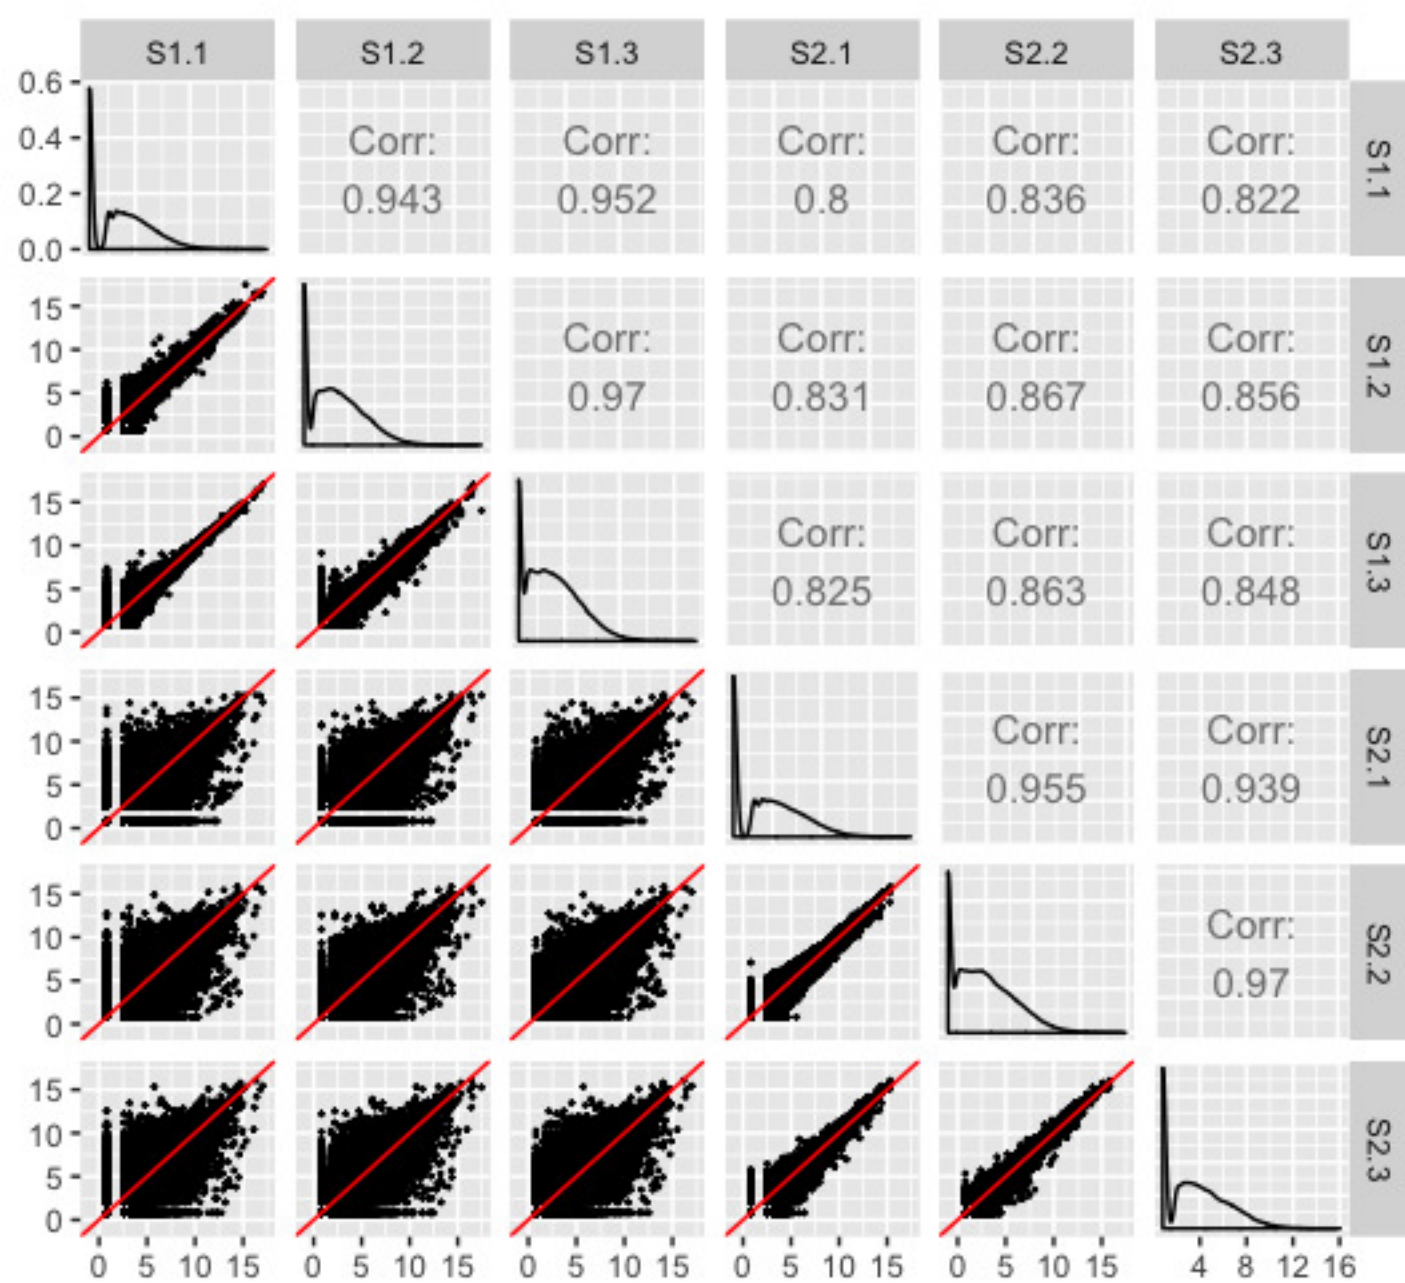 S1.1 S1.2 S1.3 S2.1 S2.2 S2.3
0.6
0.4
0.2
0.0
Corr:
0.943
Corr:
0.952
Corr:
0.8
Corr:
0.836
Corr:
0.822
S1.1
15
10
5
0
Corr:
0.97
Corr:
0.831
Corr:
0.867
Corr:
0.856
S1.2
15
10
5
0
Corr:
0.825
Corr:
0.863
Corr:
0.848
S1.3
15
10
5
0
Corr:
0.955
Corr:
0.939
S2.1
15
10
5
0
Corr:
0.97
S2.2
15
10
5
0
S2.3
0 5 10 15 0 5 10 15 0 5 10 15 0 5 10 15 0 5 10 15 4 8 12 16